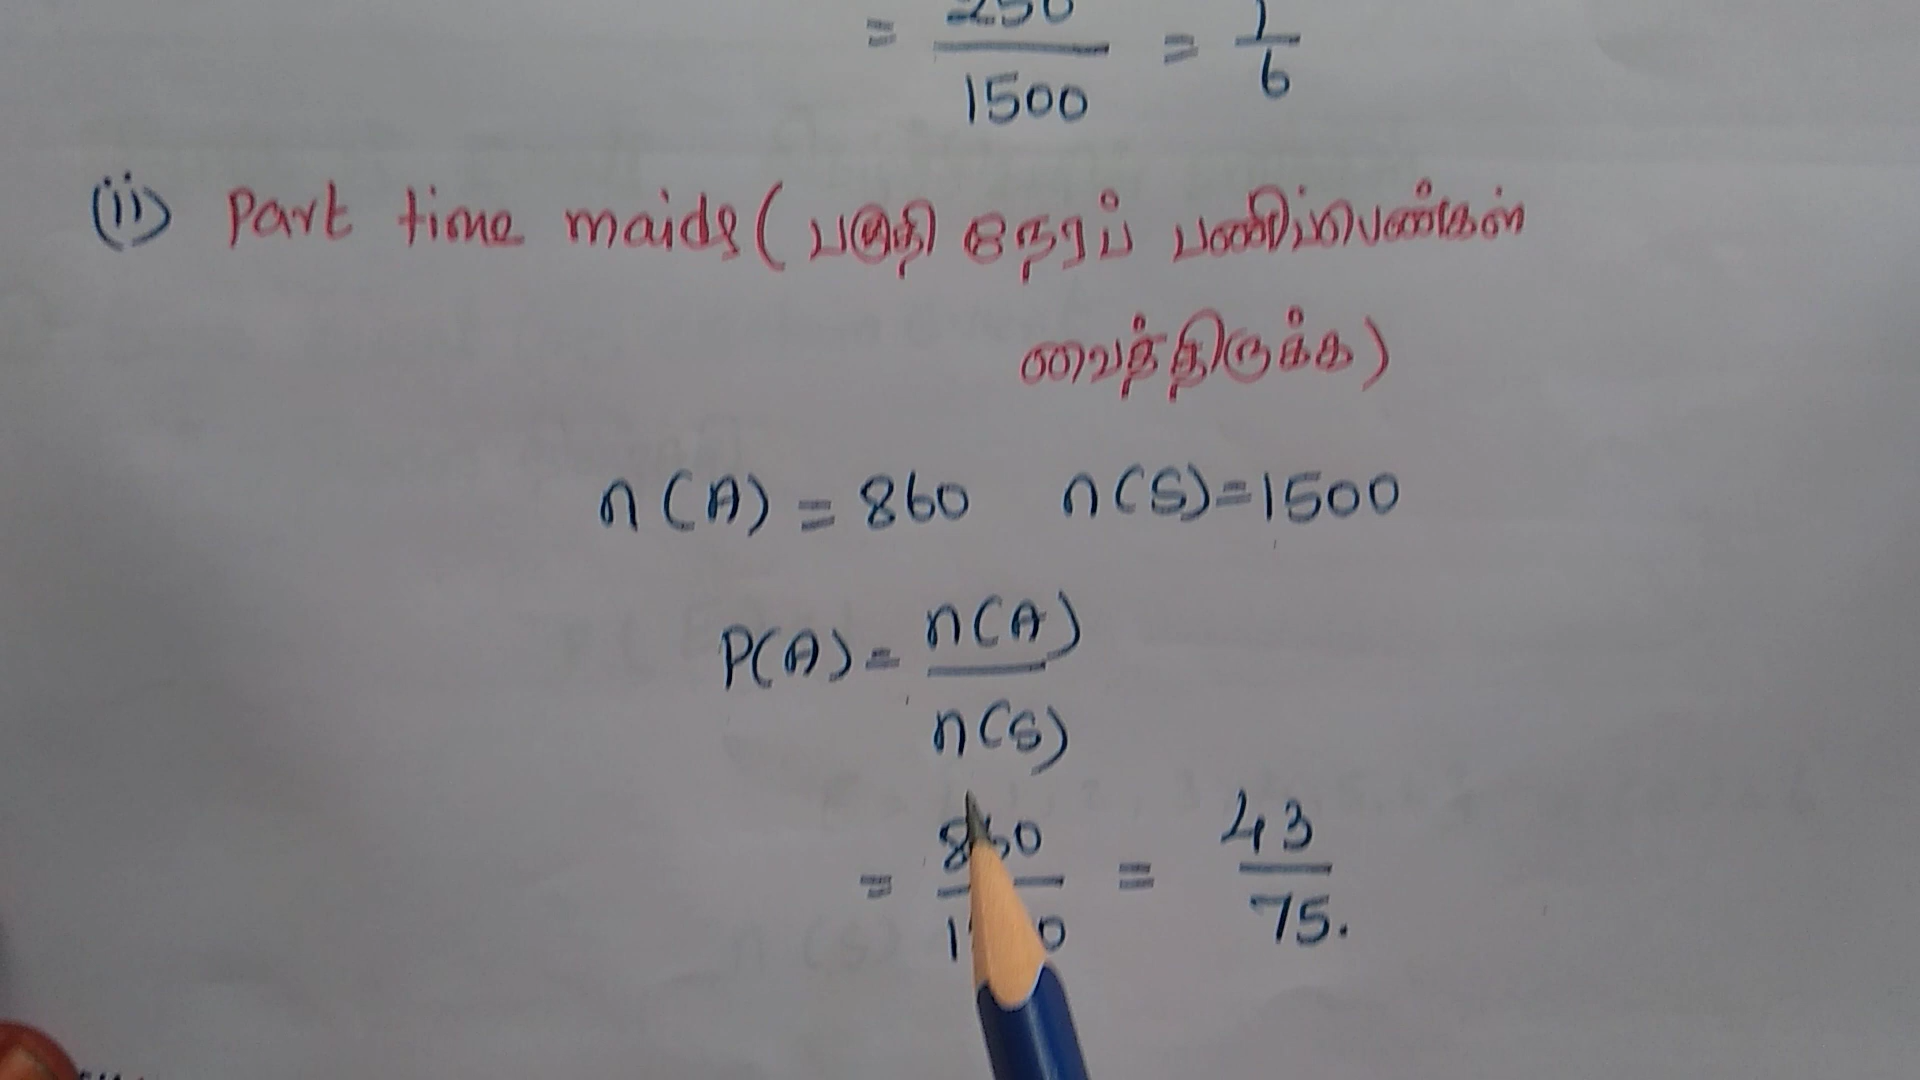 = 250/1500 = 1/6
(ii) Part time maids (பகுதி நேரப் பணிப்பெண்கள்
வைத்திருக்க)
n(A) = 860 n(S)=1500
P(A) = n(A)/n(S)
= 860/1500 = 43/75.